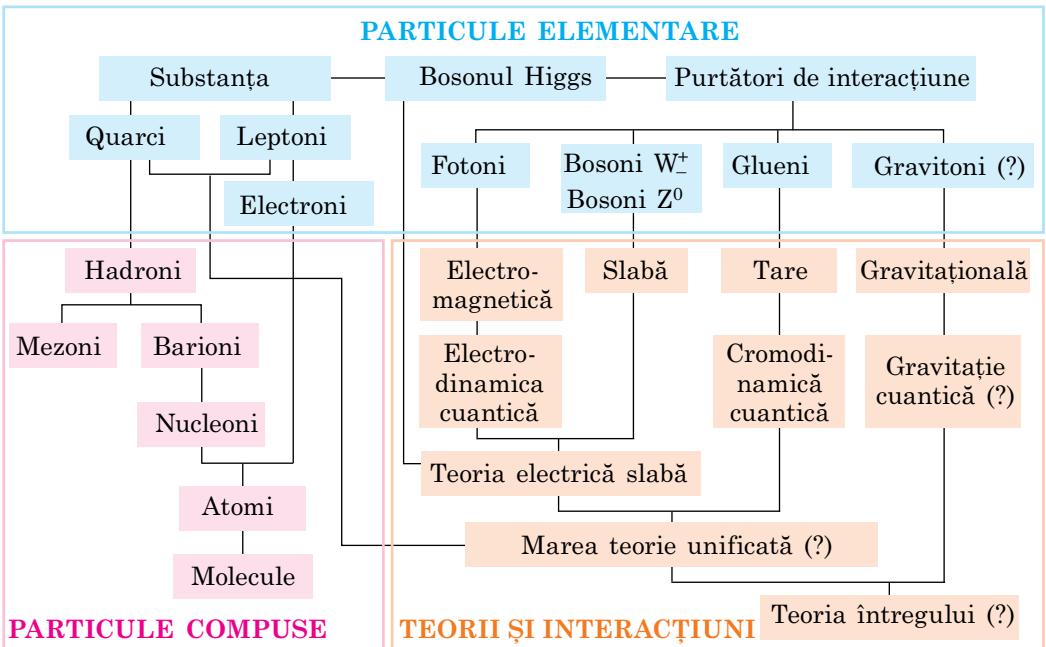 PARTICULE ELEMENTARE
Substanța
Bosonul Higgs
Purtători de interacțiune
Quarci
Leptoni
Electroni
Fotoni
Bosoni W±
Bosoni Z⁰
Glueni
Gravitoni (?)
Hadroni
Mezoni
Barioni
Nucleoni
Atomi
Molecule
PARTICULE COMPUSE
Electro-
magnetică
Slabă
Tare
Gravitațională
Electro-
dinamica
cuantică
Cromodi-
namică
cuantică
Gravitație
cuantică (?)
Teoria electrică slabă
Marea teorie unificată (?)
Teoria întregului (?)
TEORII ȘI INTERACȚIUNI